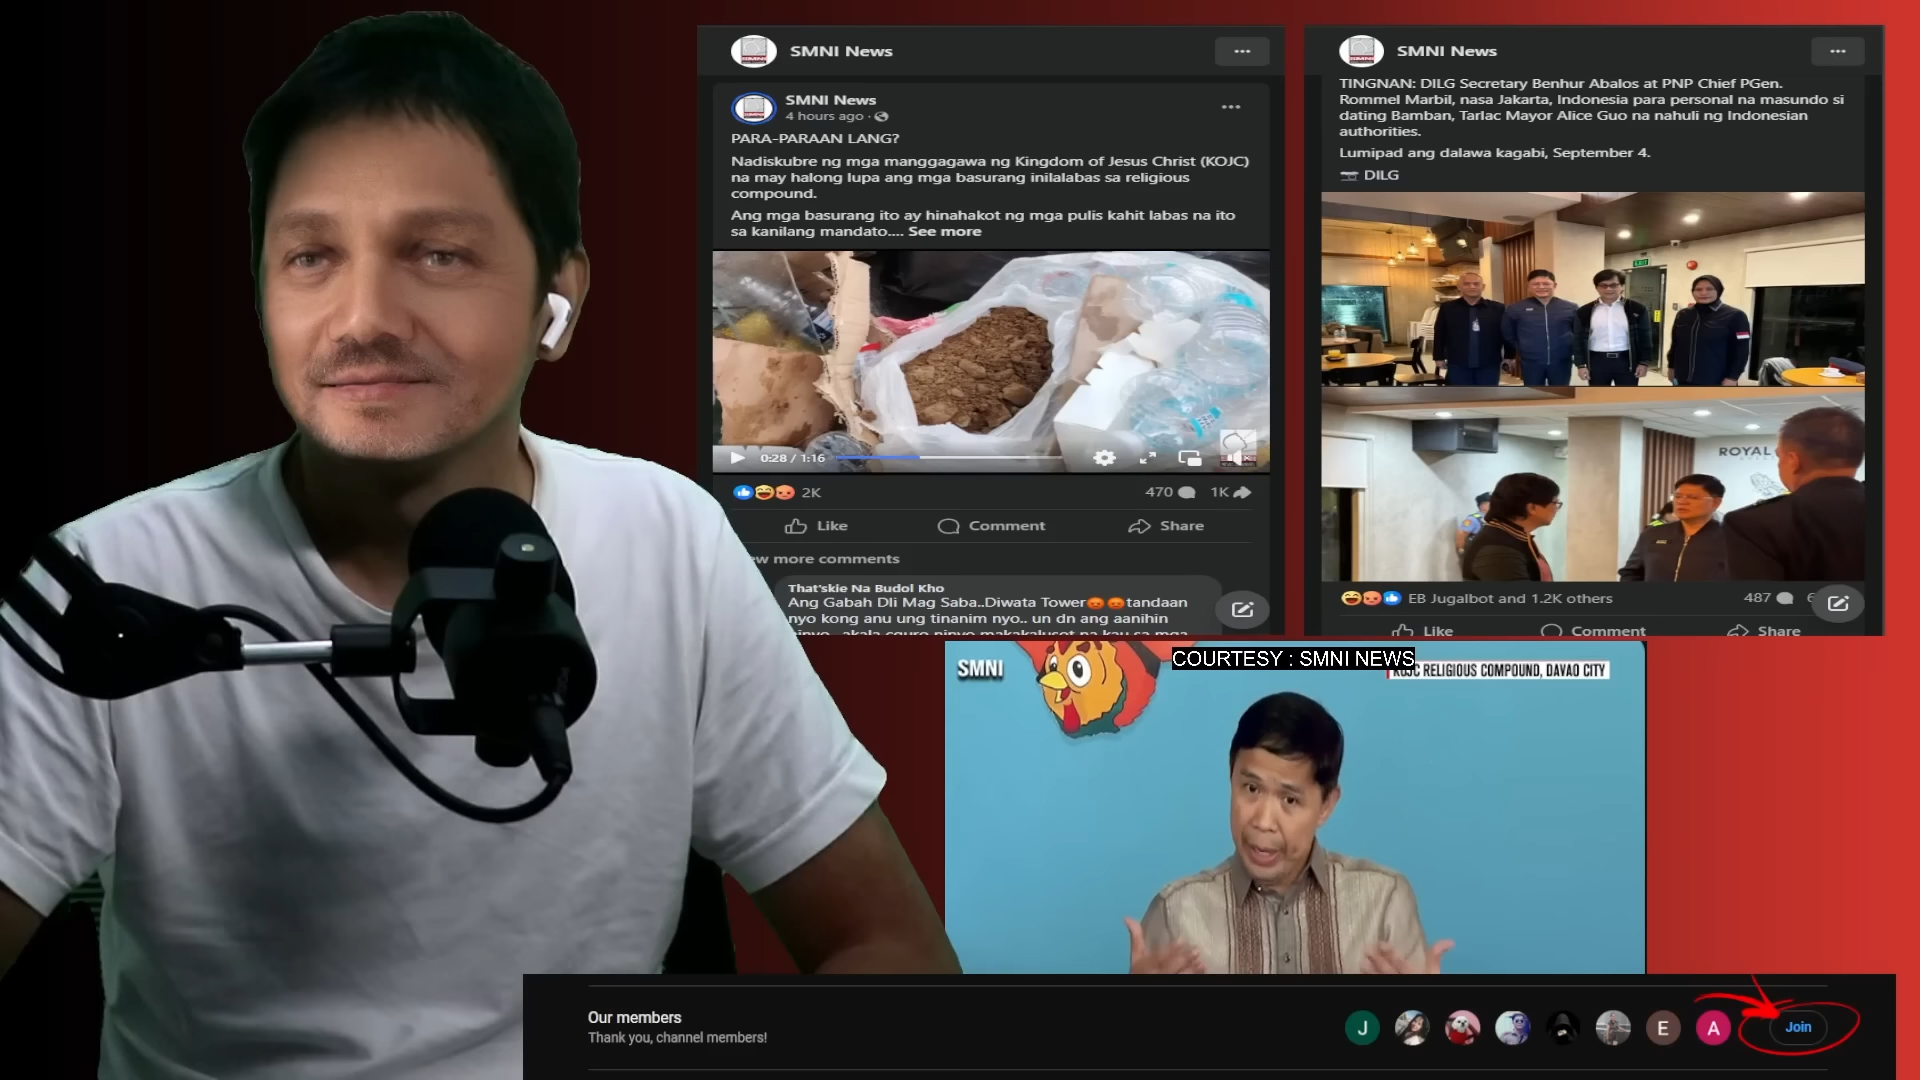 SMNI News
SMNI News
4 hours ago
PARA-PARAAN LANG?
Nadiskubre ng mga manggagawa ng Kingdom of Jesus Christ (KOJC)
na may halong lupa ang mga basurang inilalabas sa religious
compound.
Ang mga basurang ito ay hinahakot ng mga pulis kahit labas na ito
sa kanilang mandato.... See more
0:28 / 1:16
2K
470
1K
Like
Comment
Share
ew more comments
That'skie Na Budol Kho
Ang Gabah DIi Mag Saba..Diwata Tower😡😡tandaan
nyo kong anu ung tinanim nyo.. un dn ang aanihin
SMNI News
TINGNAN: DILG Secretary Benhur Abalos at PNP Chief PGen.
Rommel Marbil, nasa Jakarta, Indonesia para personal na masundo si
dating Bamban, Tarlac Mayor Alice Guo na nahuli ng Indonesian
authorities.
Lumipad ang dalawa kagabi, September 4.
📷 DILG
EXIT
ROYAL
EB Jugalbot and 1.2K others
487
Like
Comment
Share
SMNI
COURTESY : SMNI NEWS
KOJC RELIGIOUS COMPOUND, DAVAO CITY
Our members
Thank you, channel members!
J
E
A
Join